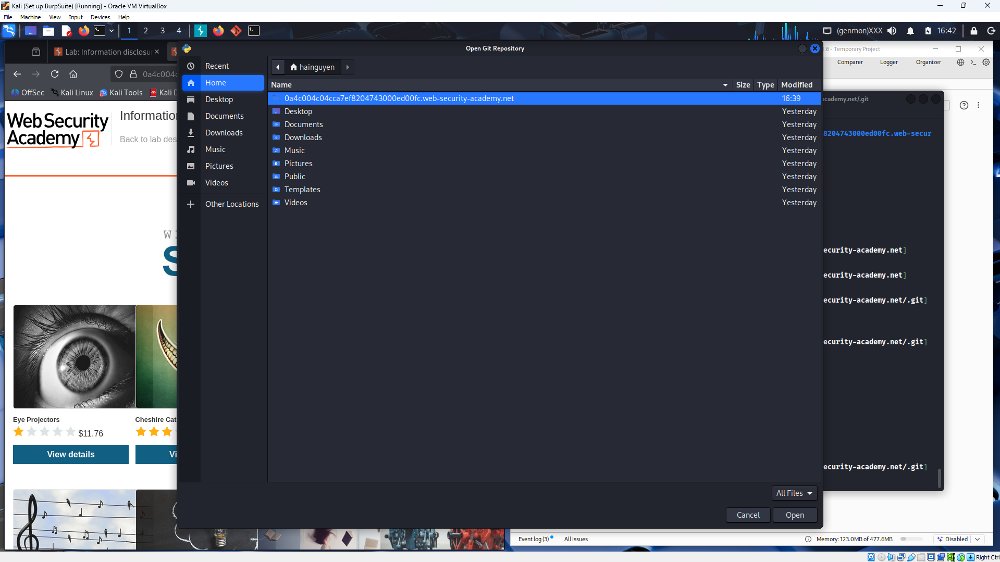 Kali (Set up BurpSuite) [Running] - Oracle VM VirtualBox
File Machine View Input Devices Help
1 2 3 4
(genmon)XXX 16:42
Lab: Information disclosur
Open Git Repository
.6 - Temporary Project
0a4c004c
Comparer Logger Organizer
OffSec Kali Linux Kali Tools Kali D
Recent
Home
Desktop
Documents
Downloads
Music
Pictures
Videos
Other Locations
hainguyen
Name Size Type Modified
0a4c004c04cca7ef8204743000ed00fc.web-security-academy.net 16:39
Desktop Yesterday
Documents Yesterday
Downloads Yesterday
Music Yesterday
Pictures Yesterday
Public Yesterday
Templates Yesterday
Videos Yesterday
All Files
Cancel Open
WebSecurity
Academy
Information
Back to lab des
S
Eye Projectors
$11.76
View details
Cheshire Cat
Vi
cademy.net/.git
8204743000ed00fc.web-secur
ecurity-academy.net]
ecurity-academy.net]
ecurity-academy.net/.git]
ecurity-academy.net/.git]
ecurity-academy.net/.git]
Event log (3) All issues
Memory: 123.0MB of 477.6MB
Disabled
Right Ctrl